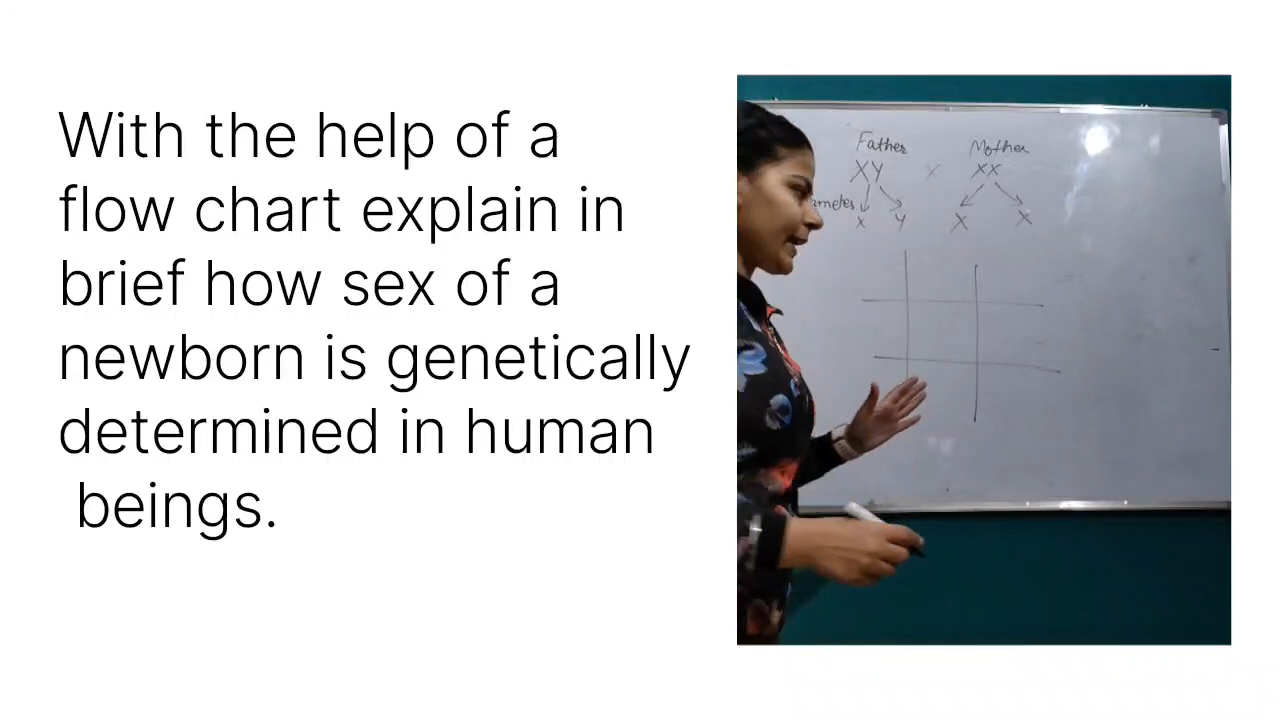 With the help of a
flow chart explain in
brief how sex of a
newborn is genetically
determined in human
beings.
Father Mother
XY X XX
X Y X X